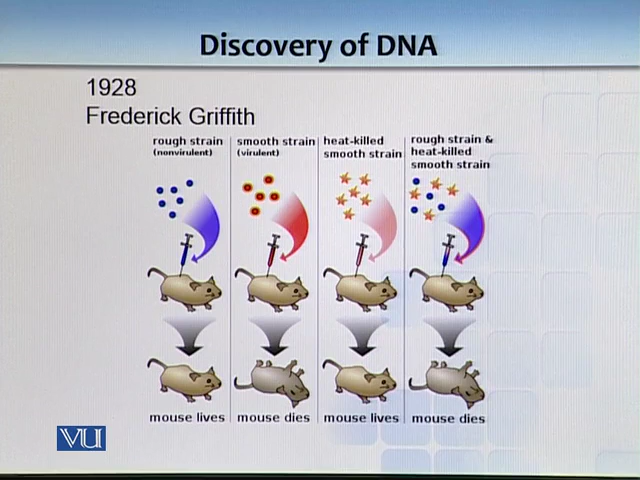 Discovery of DNA
1928
Frederick Griffith
rough strain
(nonvirulent)
smooth strain
(virulent)
heat-killed
smooth strain
rough strain &
heat-killed
smooth strain
mouse lives
mouse dies
mouse lives
mouse dies
VU